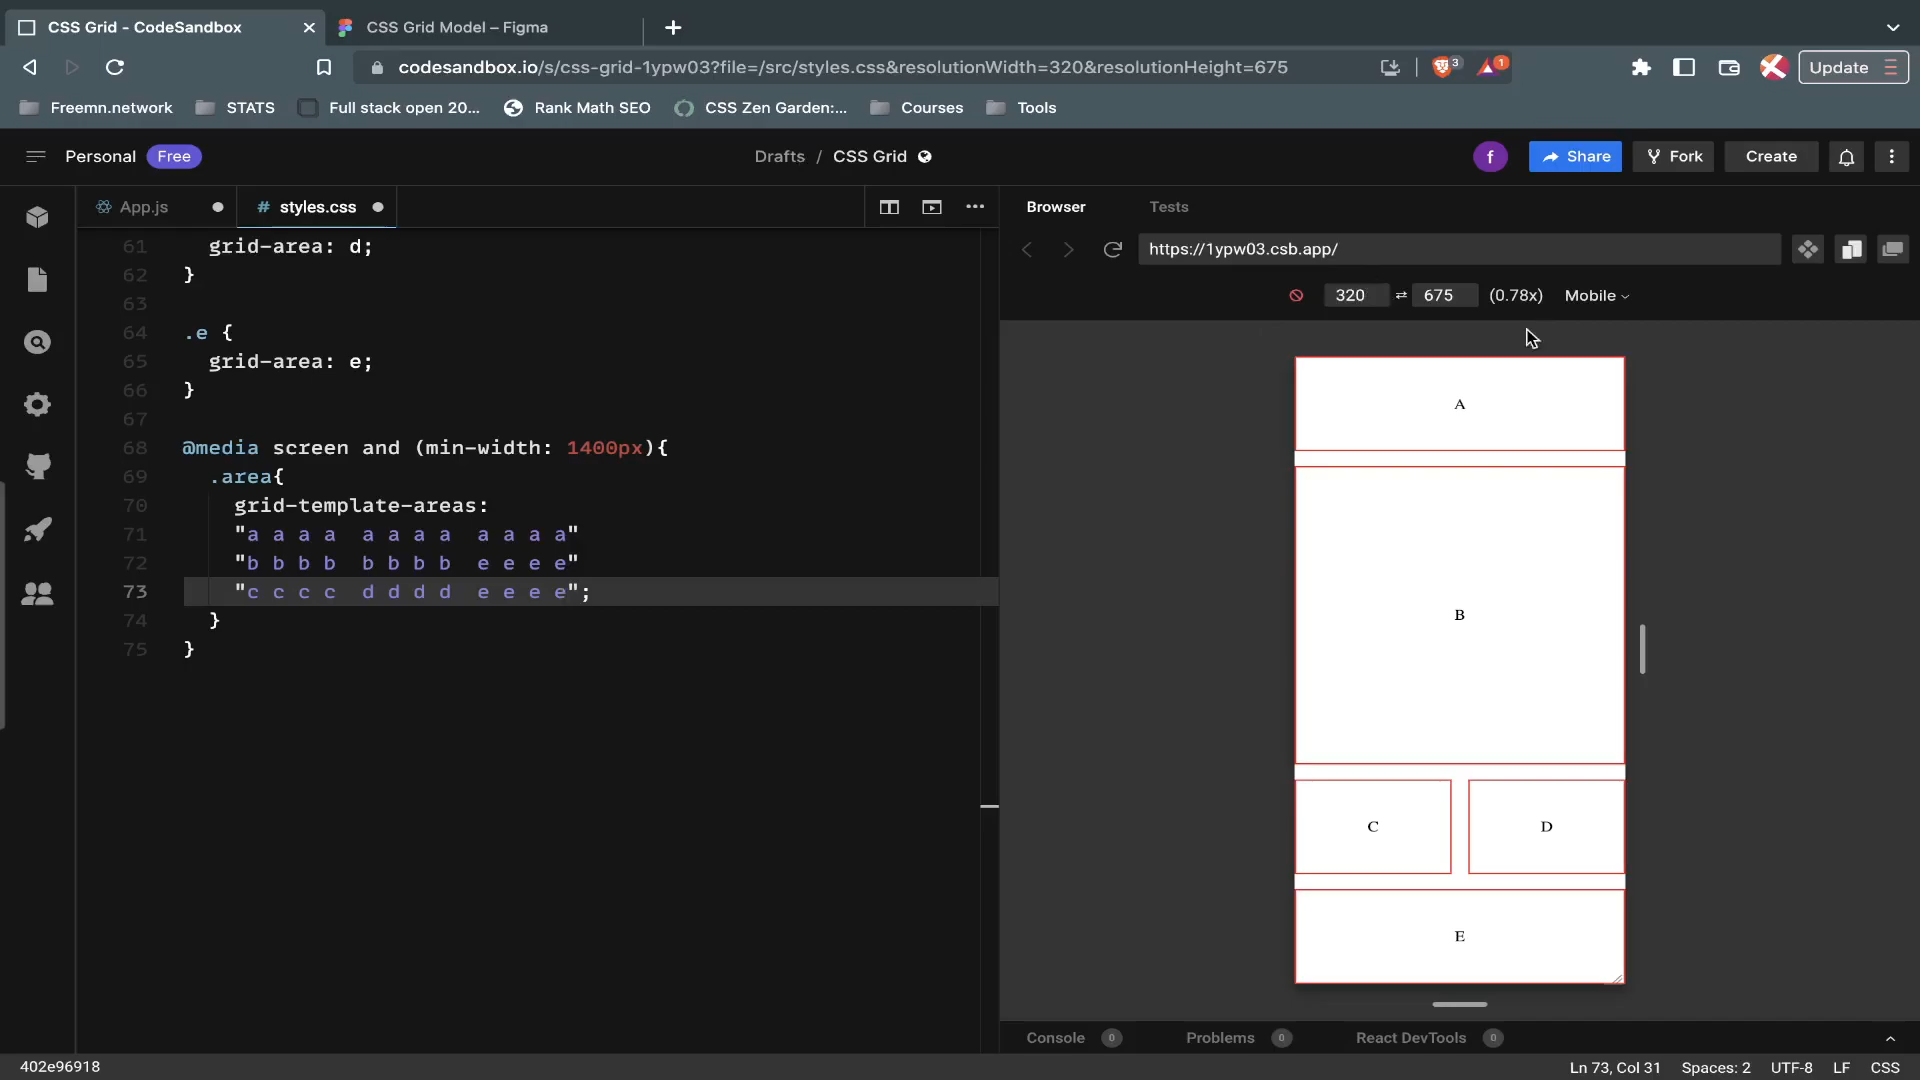 CSS Grid - CodeSandbox
CSS Grid Model – Figma
codesandbox.io/s/css-grid-1ypw03?file=/src/styles.css&resolutionWidth=320&resolutionHeight=675
3
1
Update
Freemn.network
STATS
Full stack open 20...
Rank Math SEO
CSS Zen Garden:...
Courses
Tools
Personal
Free
Drafts / CSS Grid
f
Share
Fork
Create
App.js
# styles.css
Browser
Tests
https://1ypw03.csb.app/
320
675
(0.78x)
Mobile
61 grid-area: d;
62 }
63
64 .e {
65 grid-area: e;
66 }
67
68 @media screen and (min-width: 1400px){
69 .area{
70 grid-template-areas:
71 "a a a a  a a a a  a a a a"
72 "b b b b  b b b b  e e e e"
73 "c c c c  d d d d  e e e e";
74 }
75 }
A
B
C
D
E
Console 0
Problems 0
React DevTools 0
402e96918
Ln 73, Col 31
Spaces: 2
UTF-8
LF
CSS